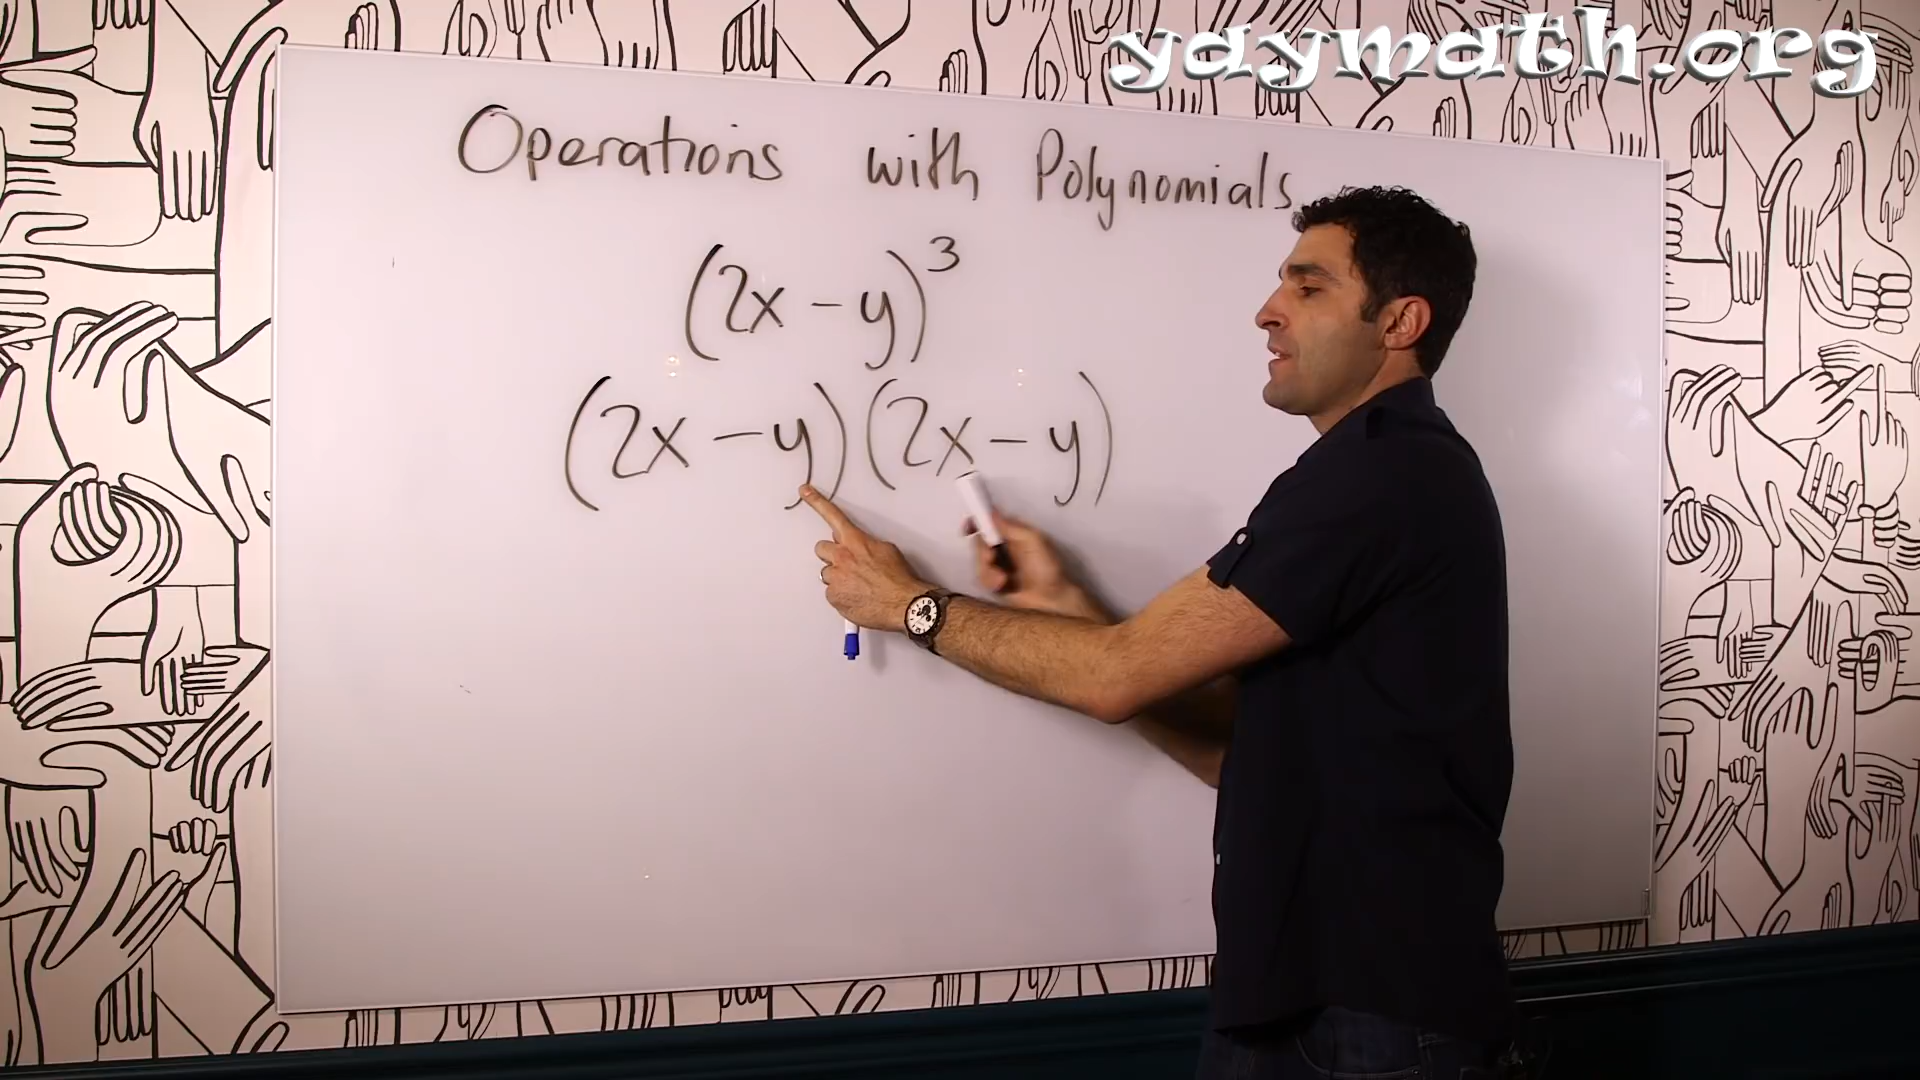 yaymath.org
Operations with Polynomials
(2x - y)³
(2x - y)(2x - y)